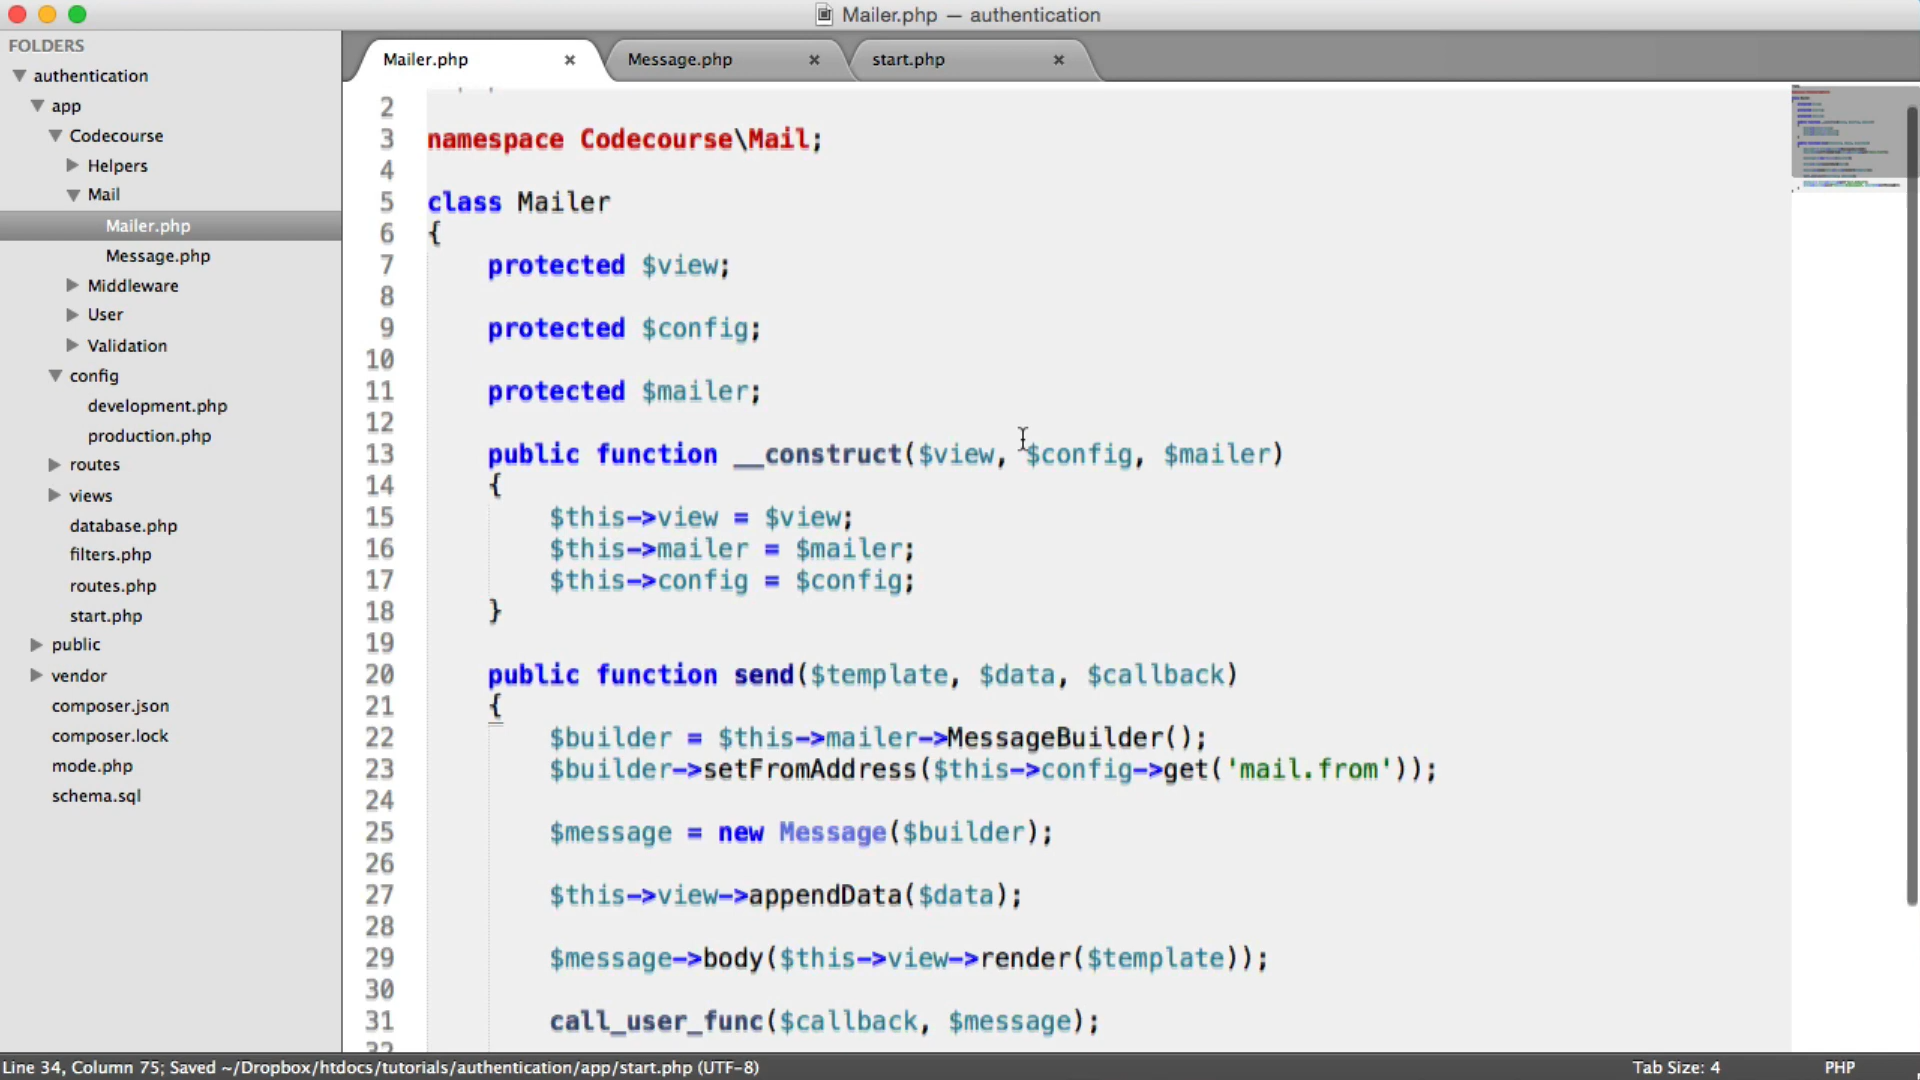 Mailer.php — authentication
FOLDERS
authentication
app
Codecourse
Helpers
Mail
Mailer.php
Message.php
Middleware
User
Validation
config
development.php
production.php
routes
views
database.php
filters.php
routes.php
start.php
public
vendor
composer.json
composer.lock
mode.php
schema.sql
Mailer.php × Message.php × start.php ×
2
3 namespace Codecourse\Mail;
4
5 class Mailer
6 {
7 protected $view;
8
9 protected $config;
10
11 protected $mailer;
12
13 public function __construct($view, $config, $mailer)
14 {
15 $this->view = $view;
16 $this->mailer = $mailer;
17 $this->config = $config;
18 }
19
20 public function send($template, $data, $callback)
21 {
22 $builder = $this->mailer->MessageBuilder();
23 $builder->setFromAddress($this->config->get('mail.from'));
24
25 $message = new Message($builder);
26
27 $this->view->appendData($data);
28
29 $message->body($this->view->render($template));
30
31 call_user_func($callback, $message);
32
Line 34, Column 75; Saved ~/Dropbox/htdocs/tutorials/authentication/app/start.php (UTF-8)
Tab Size: 4
PHP